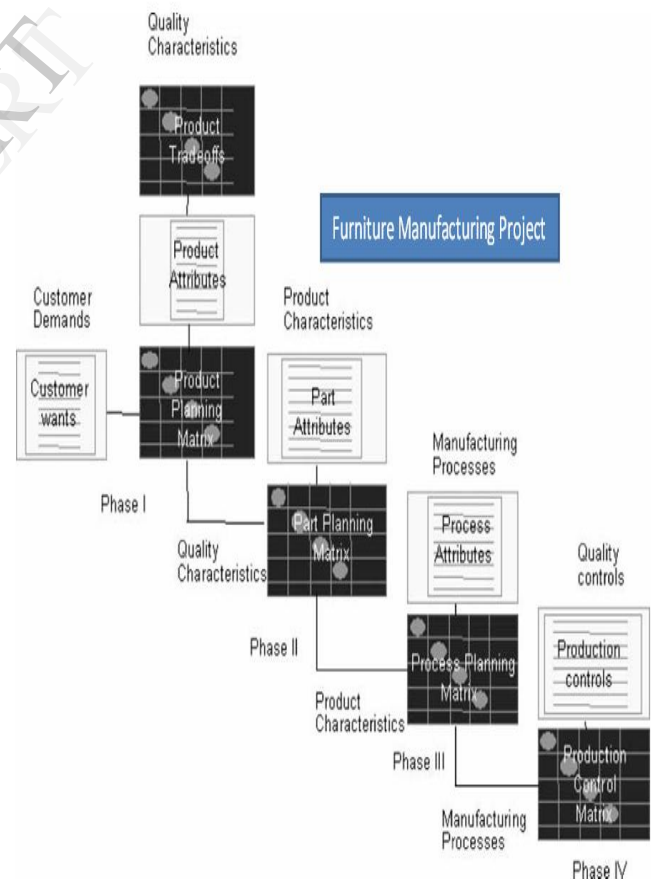 Quality
Characteristics
Product
Tradeoffs
Furniture Manufacturing Project
Product
Attributes
Customer
Demands
Product
Characteristics
Customer
wants
Product
Planning
Matrix
Part
Attributes
Manufacturing
Processes
Phase I
Quality
Characteristics
Part Planning
Matrix
Process
Attributes
Quality
controls
Phase II
Product
Characteristics
Process Planning
Matrix
Production
controls
Phase III
Manufacturing
Processes
Production
Control
Matrix
Phase IV